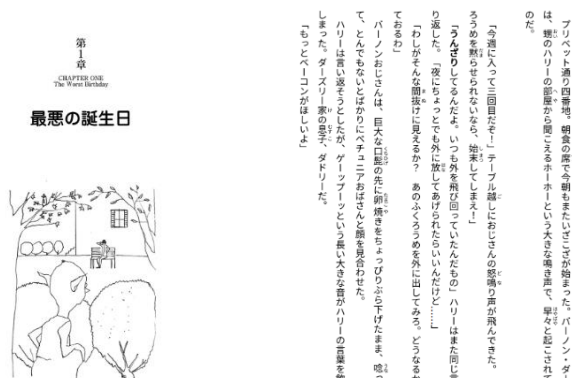 第1章
CHAPTER ONE
The Worst Birthday
最悪の誕生日
プリベット通り四番地。朝食の席で今朝もまたいざこざが始まった。バーノン・ダー
は、甥のハリーの部屋から聞こえるホーホーという大きな鳴き声で、早々と起こされて
のだ。
「今週に入って三回目だぞ！」テーブル越しにおじさんの怒鳴り声が飛んできた。
ろうめを黙らせられないなら、始末してしまえ！」
「うんざりしてるんだよ。いつも外を飛び回っていたんだもの」ハリーはまた同じ言
り返した。「夜にちょっとでも外に放してあげられたらいいんだけど……」
「わしがそんな間抜けに見えるか？　あのふくろうめを外に出してみろ。どうなるか
ておるわ」
バーノンおじさんは、巨大な口髭の先に卵焼きをちょっぴりぶら下げたまま、唸っ
て、とんでもないとばかりにペチュニアおばさんと顔を見合わせた。
ハリーは言い返そうとしたが、ゲーップーッという長い大きな音がハリーの言葉を飲
しまった。ダーズリー家の息子、ダドリーだ。
「もっとベーコンがほしいよ」